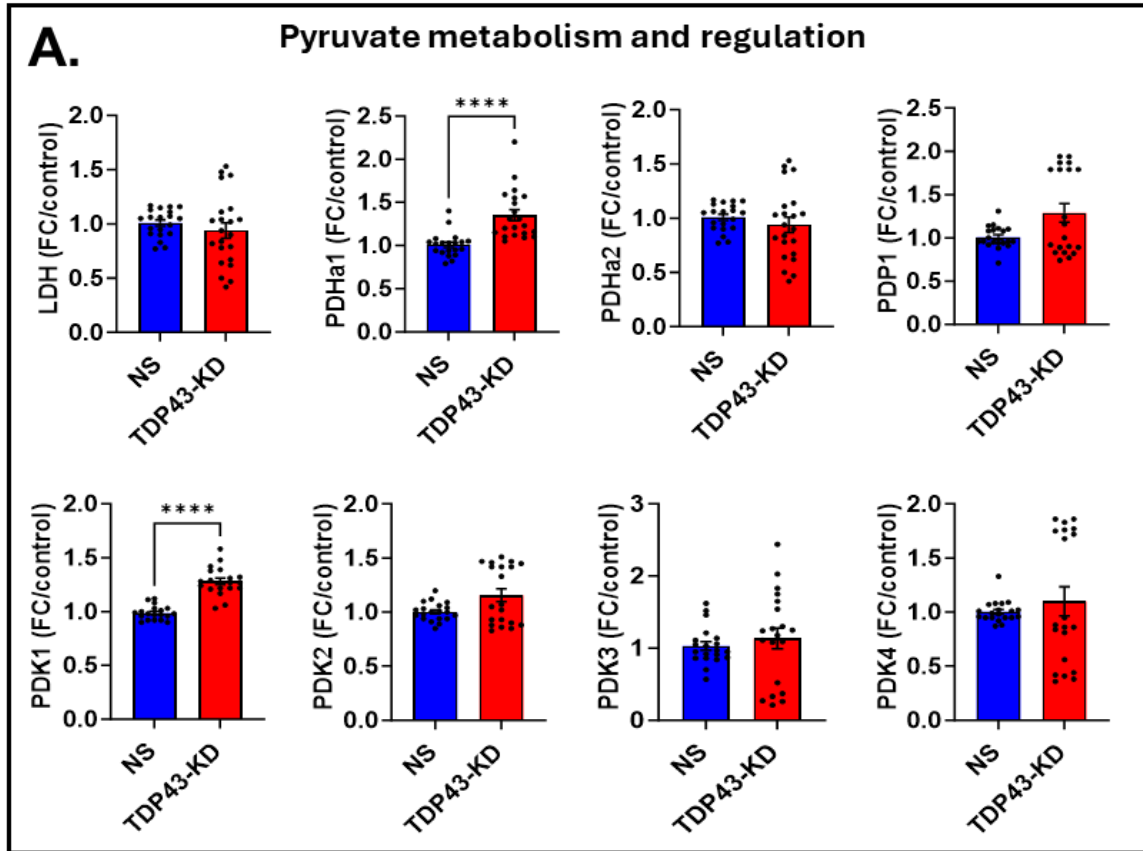 A.
Pyruvate metabolism and regulation
LDH (FC/control)
2.0
1.5
1.0
0.5
0.0
NS
TDP43-KD
PDHa1 (FC/control)
2.5
2.0
1.5
1.0
0.5
0.0
****
NS
TDP43-KD
PDHa2 (FC/control)
2.0
1.5
1.0
0.5
0.0
NS
TDP43-KD
PDP1 (FC/control)
2.5
2.0
1.5
1.0
0.5
0.0
NS
TDP43-KD
PDK1 (FC/control)
2.0
1.5
1.0
0.5
0.0
****
NS
TDP43-KD
PDK2 (FC/control)
2.0
1.5
1.0
0.5
0.0
NS
TDP43-KD
PDK3 (FC/control)
3
2
1
0
NS
TDP43-KD
PDK4 (FC/control)
2.0
1.5
1.0
0.5
0.0
NS
TDP43-KD